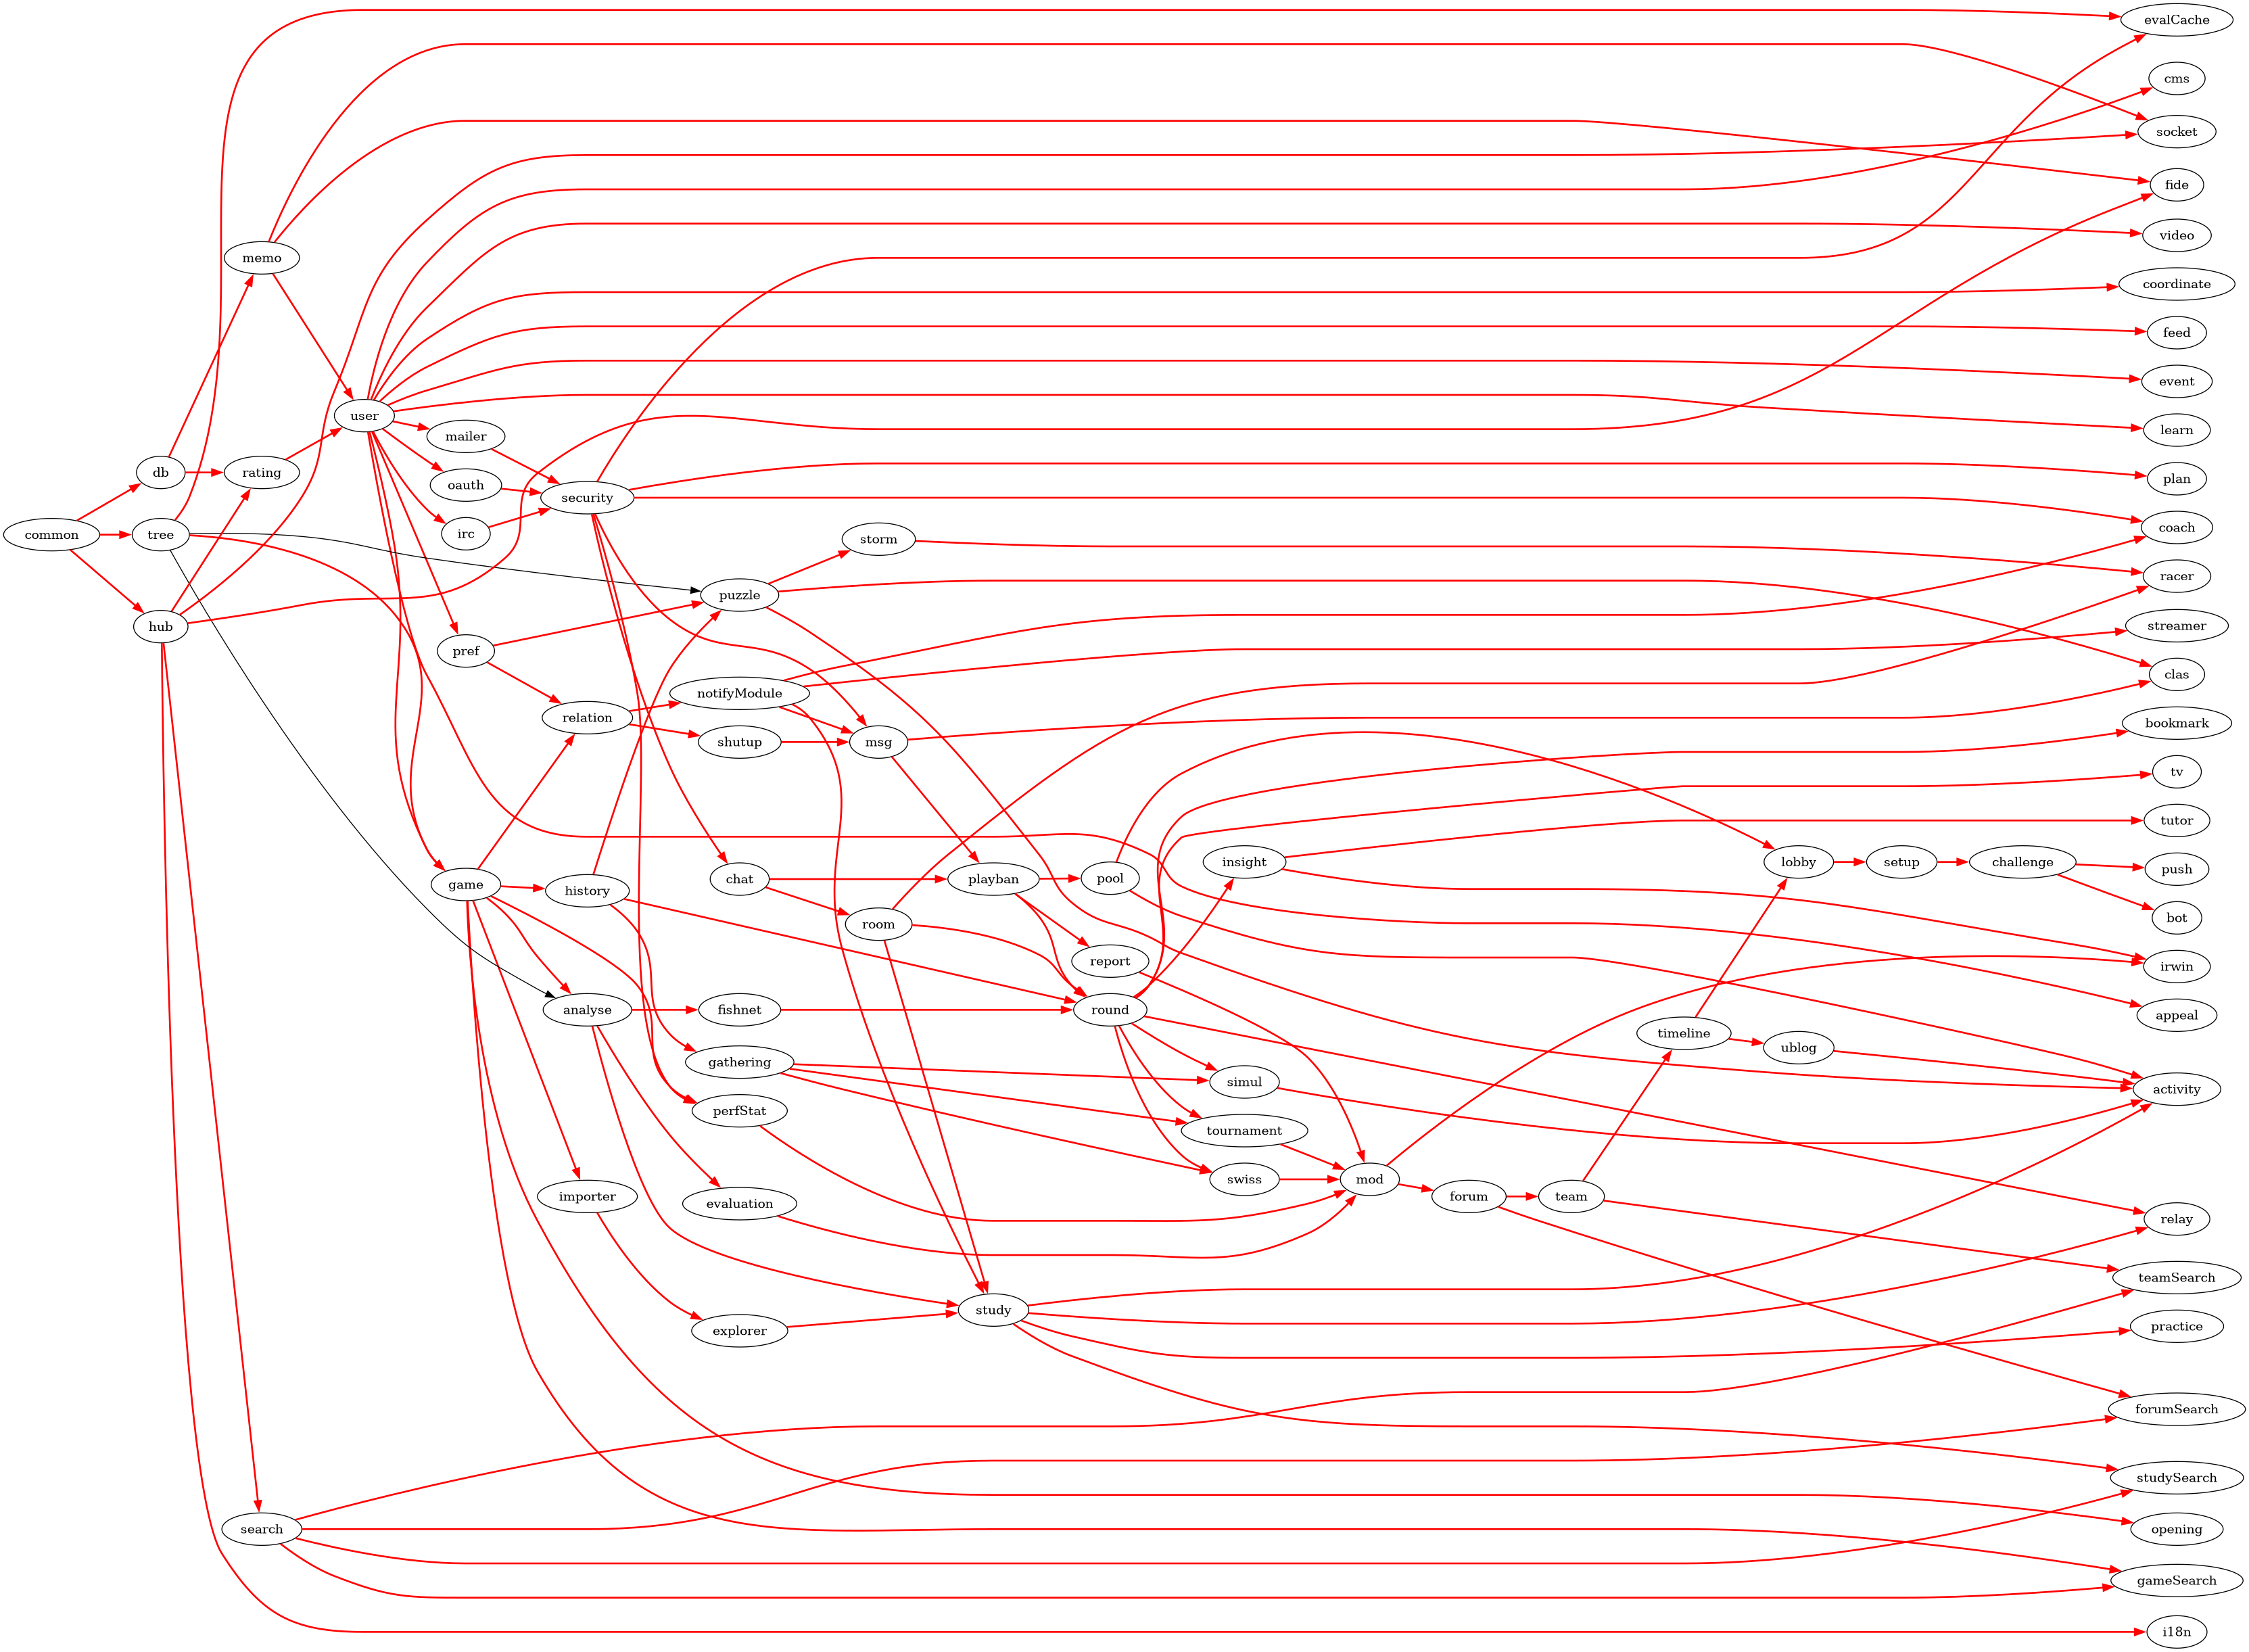 evalCache
cms
socket
fide
video
memo
coordinate
feed
event
user
learn
mailer
db
rating
plan
oauth
security
coach
irc
common
tree
storm
racer
puzzle
hub
streamer
pref
clas
notifyModule
relation
bookmark
shutup
msg
tv
tutor
insight
lobby
setup
challenge
push
chat
playban
pool
game
history
bot
room
report
irwin
analyse
fishnet
round
appeal
timeline
ublog
gathering
simul
activity
perfStat
tournament
swiss
mod
importer
evaluation
forum
team
relay
teamSearch
study
practice
explorer
forumSearch
studySearch
search
opening
gameSearch
i18n